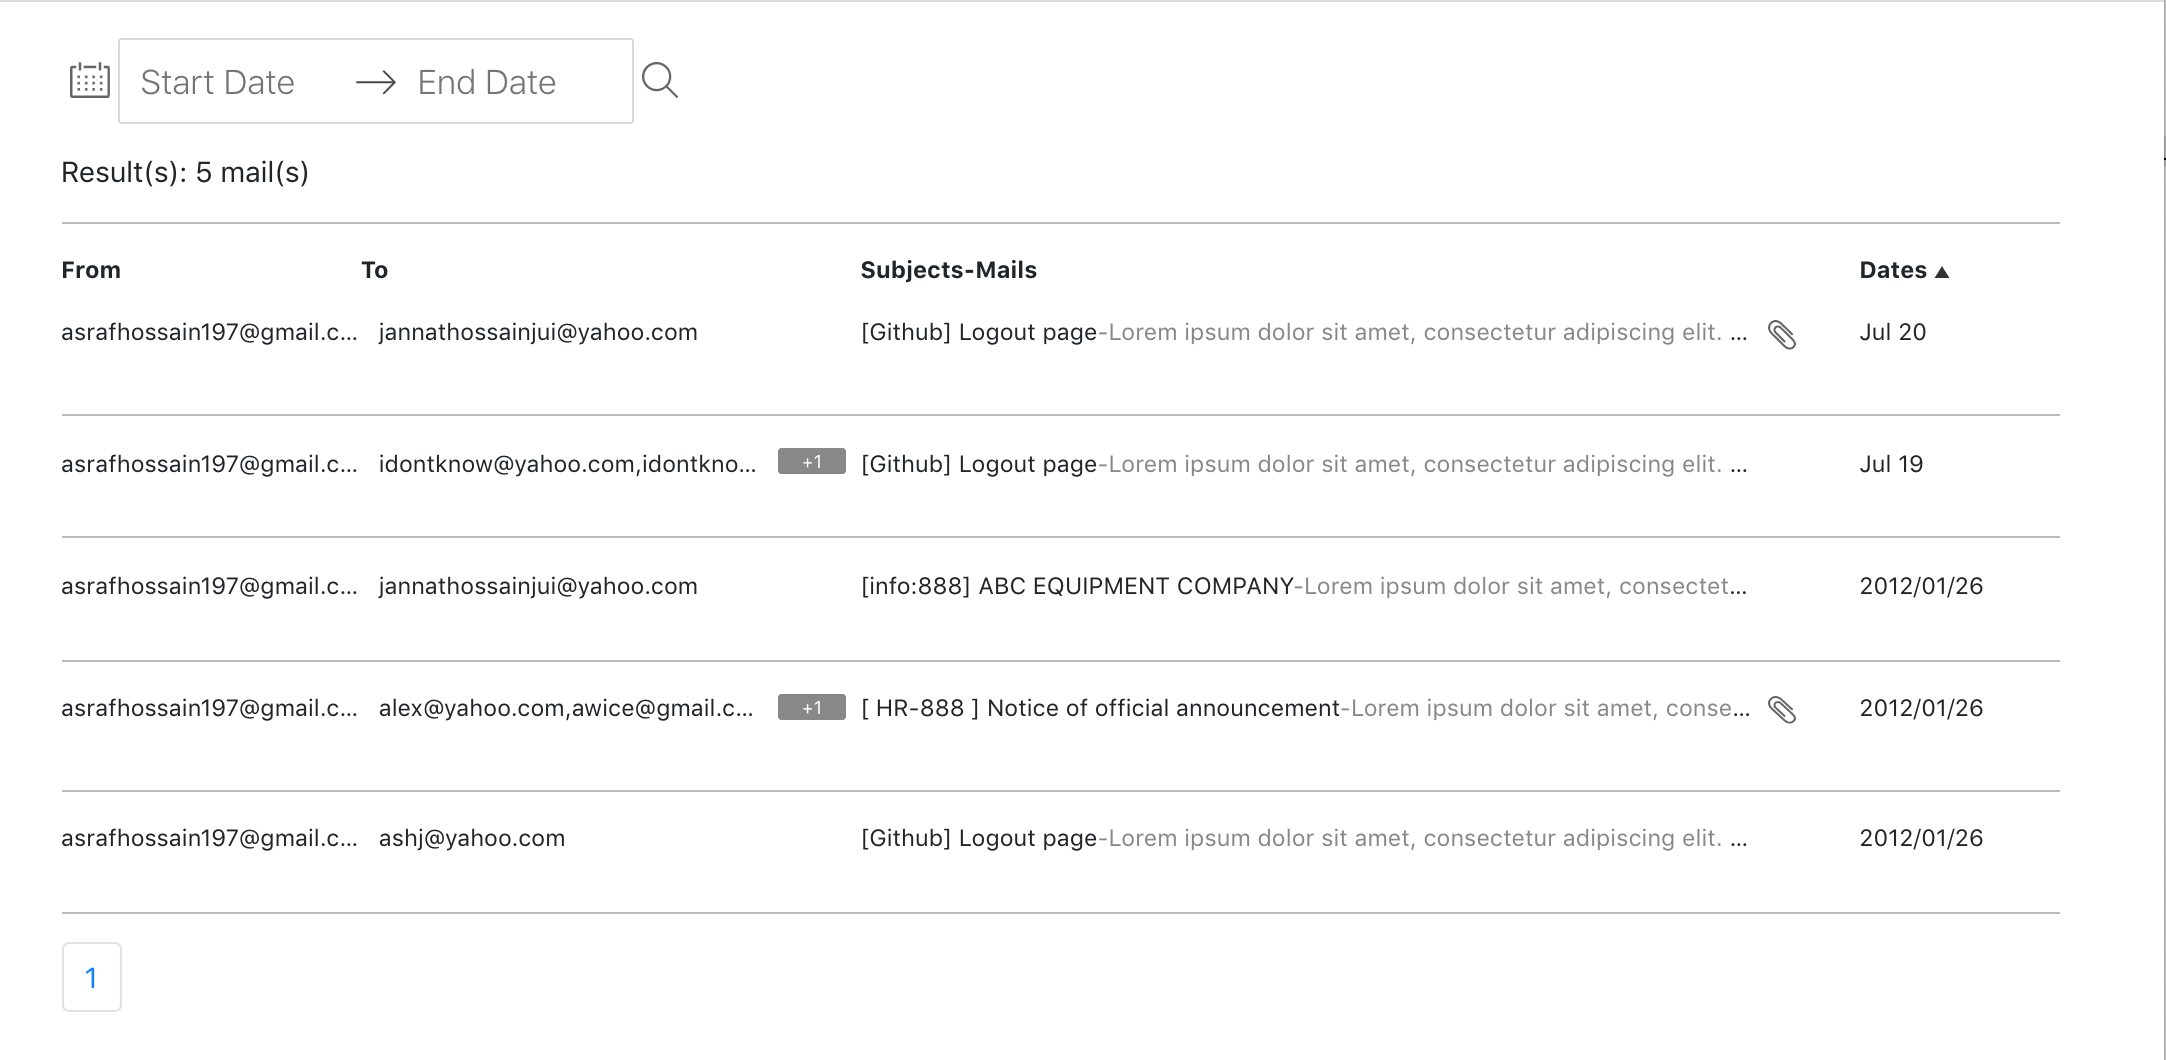 Start Date → End Date
Result(s): 5 mail(s)
From To Subjects-Mails Dates ▲
asrafhossain197@gmail.c... jannathossainjui@yahoo.com [Github] Logout page-Lorem ipsum dolor sit amet, consectetur adipiscing elit. ... Jul 20
asrafhossain197@gmail.c... idontknow@yahoo.com,idontkno... +1 [Github] Logout page-Lorem ipsum dolor sit amet, consectetur adipiscing elit. ... Jul 19
asrafhossain197@gmail.c... jannathossainjui@yahoo.com [info:888] ABC EQUIPMENT COMPANY-Lorem ipsum dolor sit amet, consectet... 2012/01/26
asrafhossain197@gmail.c... alex@yahoo.com,awice@gmail.c... +1 [ HR-888 ] Notice of official announcement-Lorem ipsum dolor sit amet, conse... 2012/01/26
asrafhossain197@gmail.c... ashj@yahoo.com [Github] Logout page-Lorem ipsum dolor sit amet, consectetur adipiscing elit. ... 2012/01/26
1